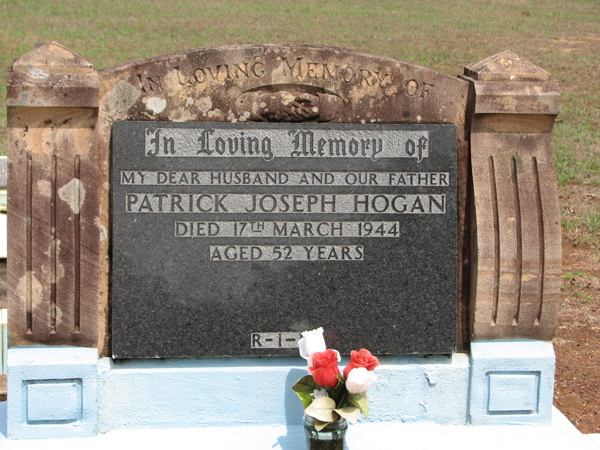 IN LOVING MEMORY OF
In Loving Memory of
MY DEAR HUSBAND AND OUR FATHER
PATRICK JOSEPH HOGAN
DIED 17TH MARCH 1944
AGED 52 YEARS
R-I-